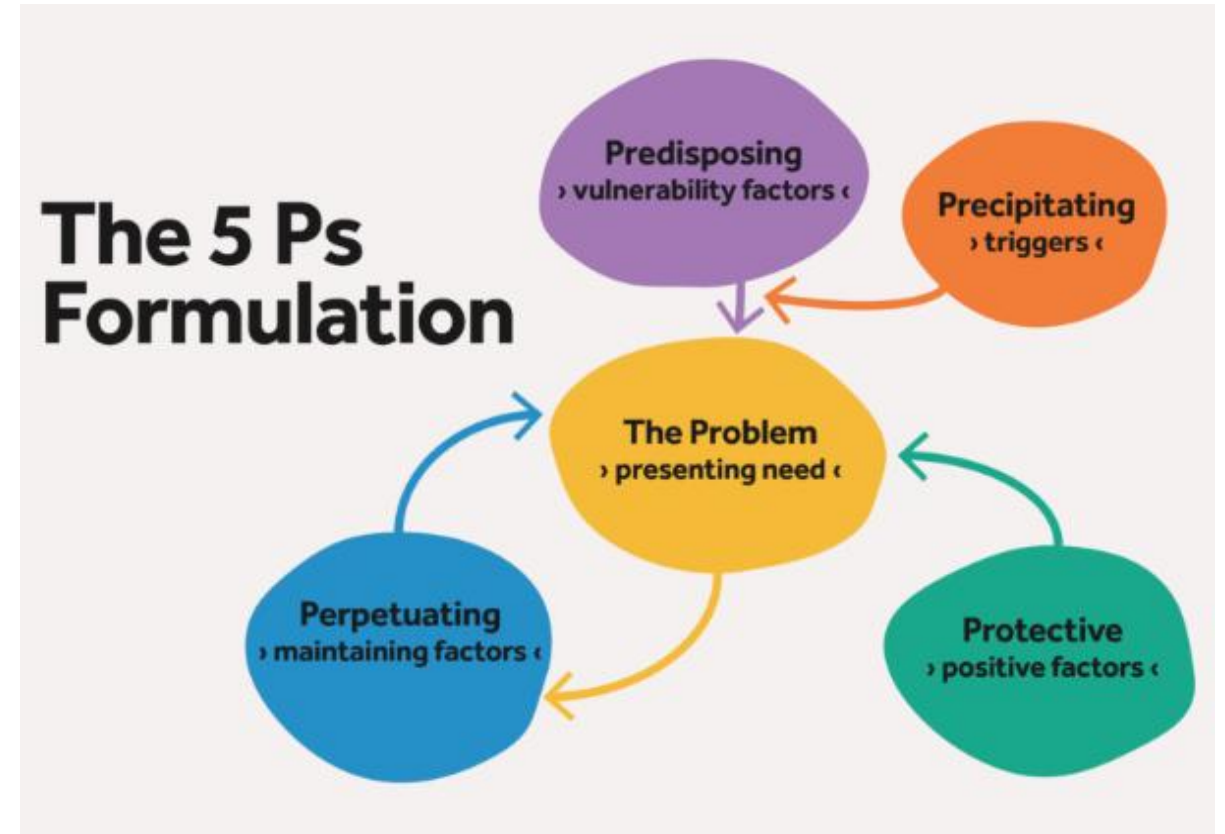 The 5 Ps
Formulation
Predisposing
› vulnerability factors ‹
Precipitating
› triggers ‹
The Problem
› presenting need ‹
Perpetuating
› maintaining factors ‹
Protective
› positive factors ‹